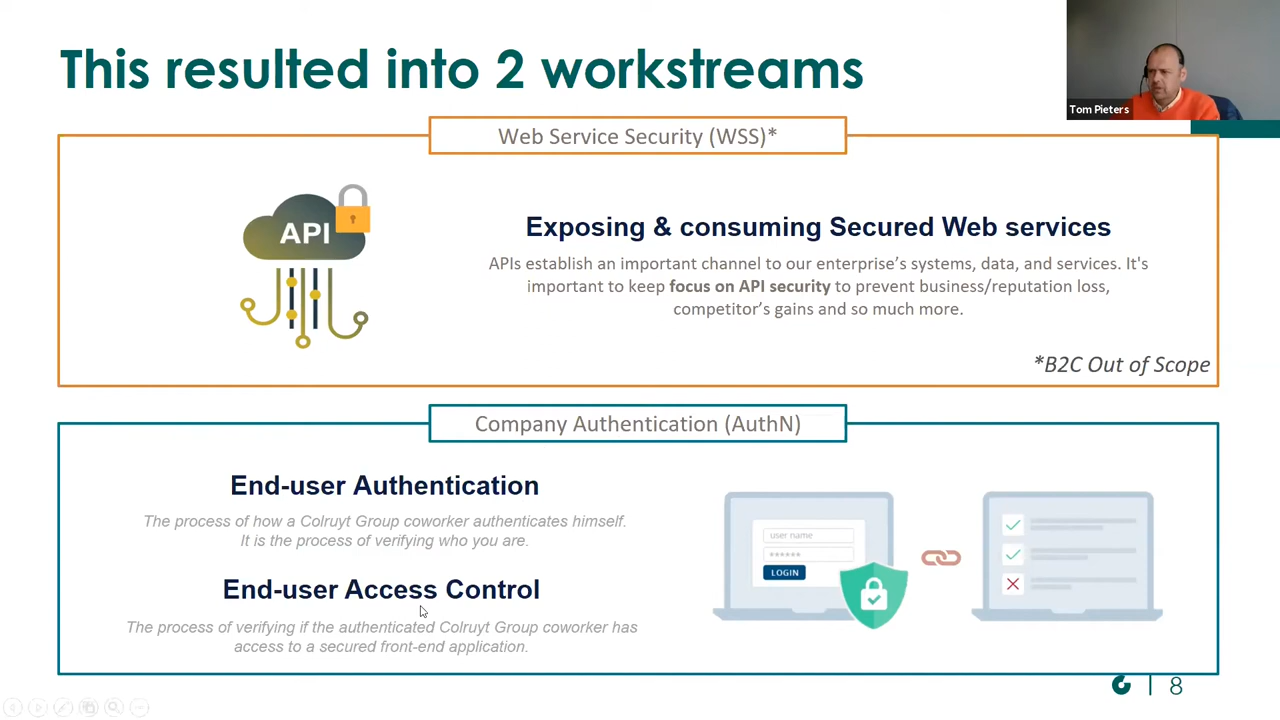 This resulted into 2 workstreams
Tom Pieters
Web Service Security (WSS)*
API
Exposing & consuming Secured Web services
APIs establish an important channel to our enterprise’s systems, data, and services. It's
important to keep focus on API security to prevent business/reputation loss,
competitor’s gains and so much more.
*B2C Out of Scope
Company Authentication (AuthN)
End-user Authentication
The process of how a Colruyt Group coworker authenticates himself.
It is the process of verifying who you are.
End-user Access Control
The process of verifying if the authenticated Colruyt Group coworker has
access to a secured front-end application.
user name
******
LOGIN
8